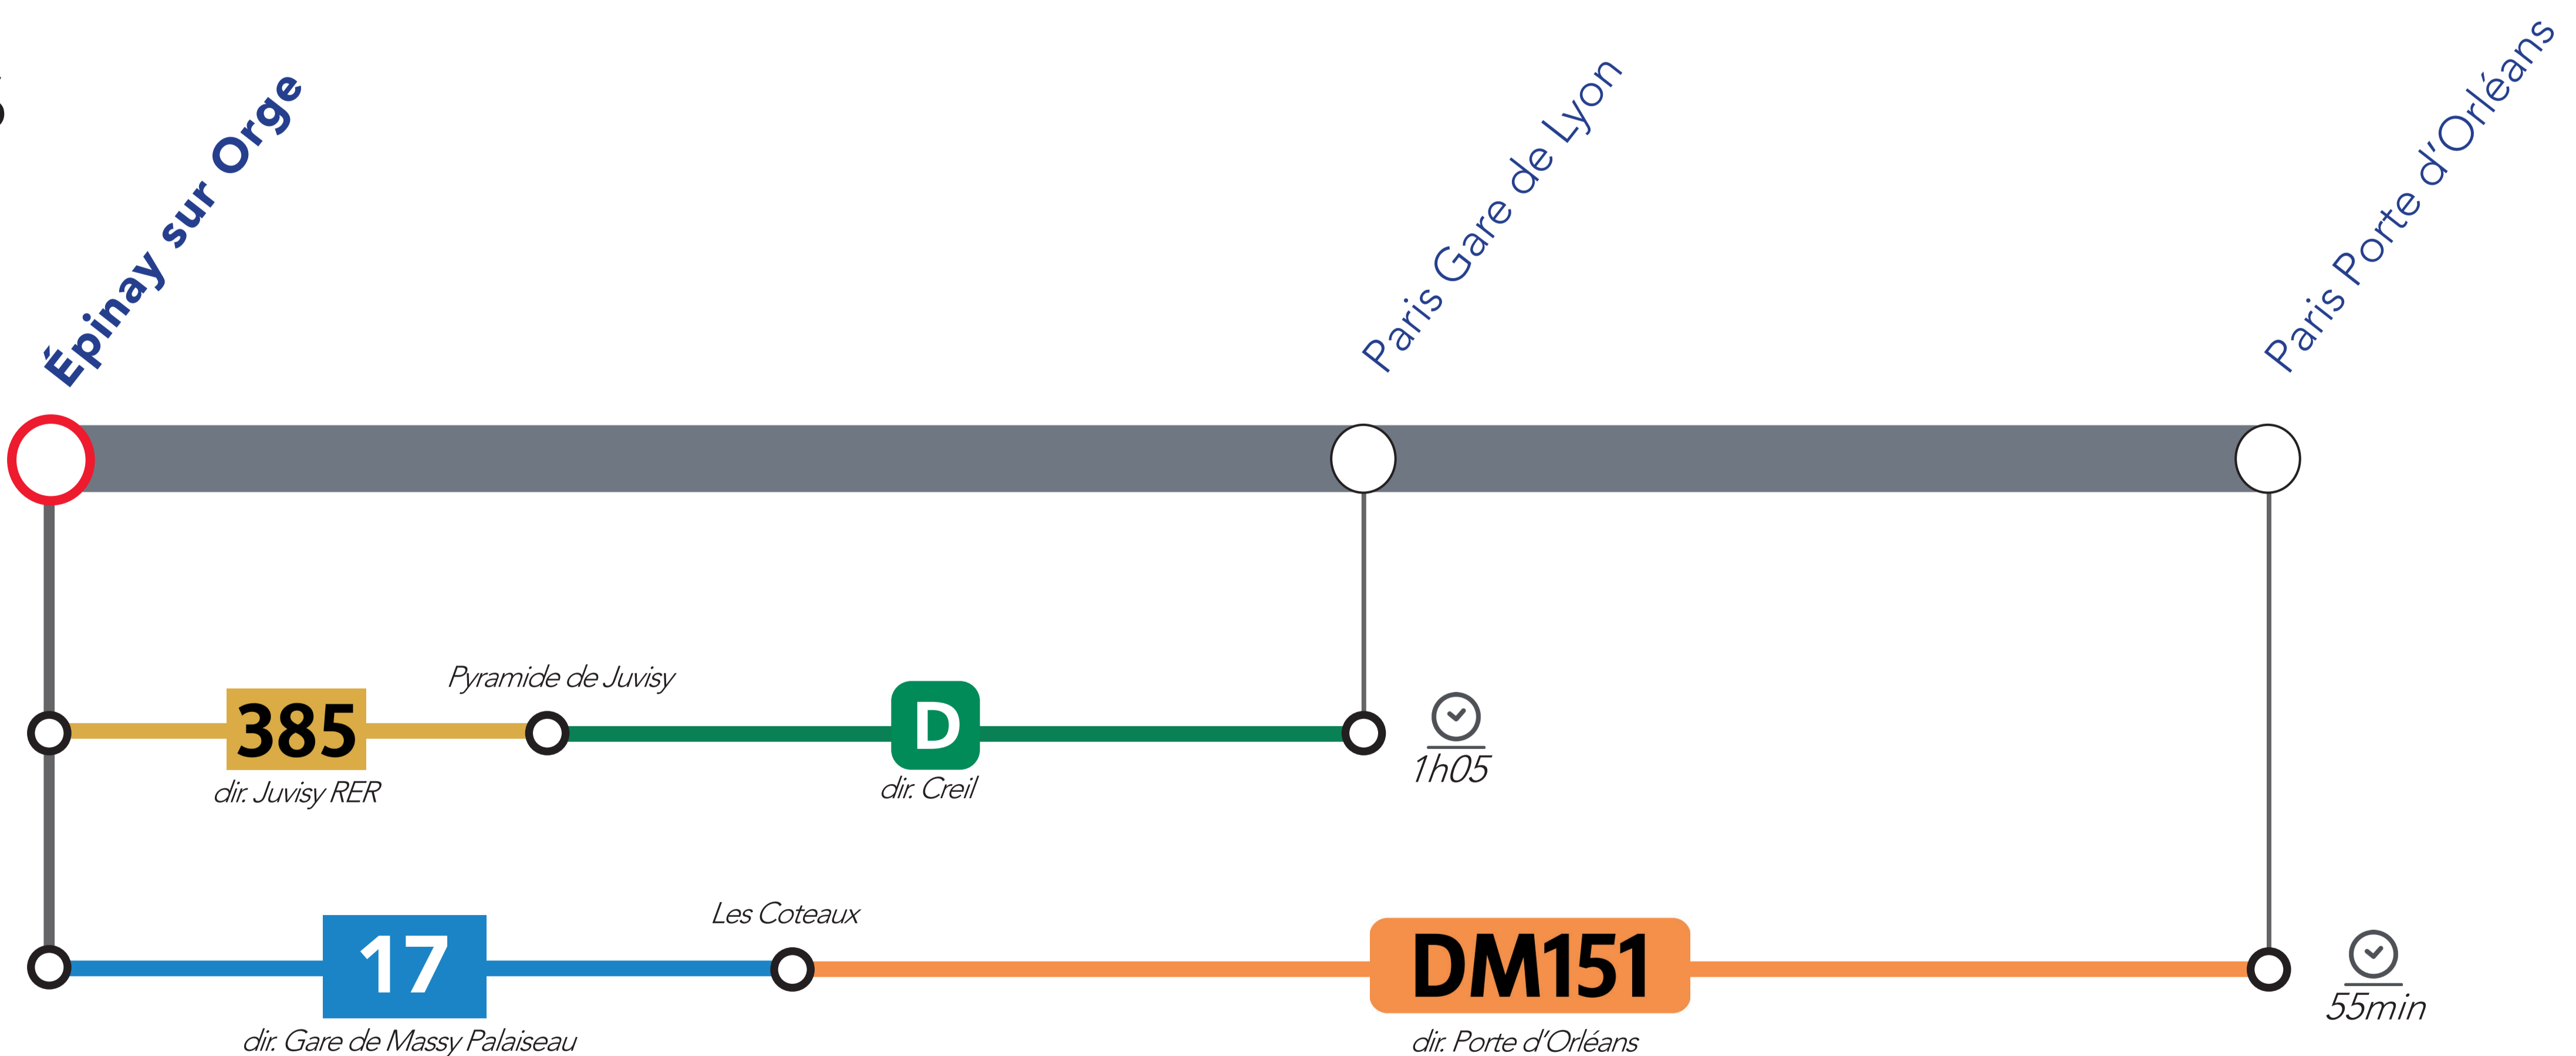 Épinay sur Orge
Paris Gare de Lyon
Paris Porte d'Orléans
Pyramide de Juvisy
385
D
dir. Juvisy RER
dir. Creil
1h05
Les Coteaux
17
DM151
dir. Gare de Massy Palaiseau
dir. Porte d'Orléans
55min